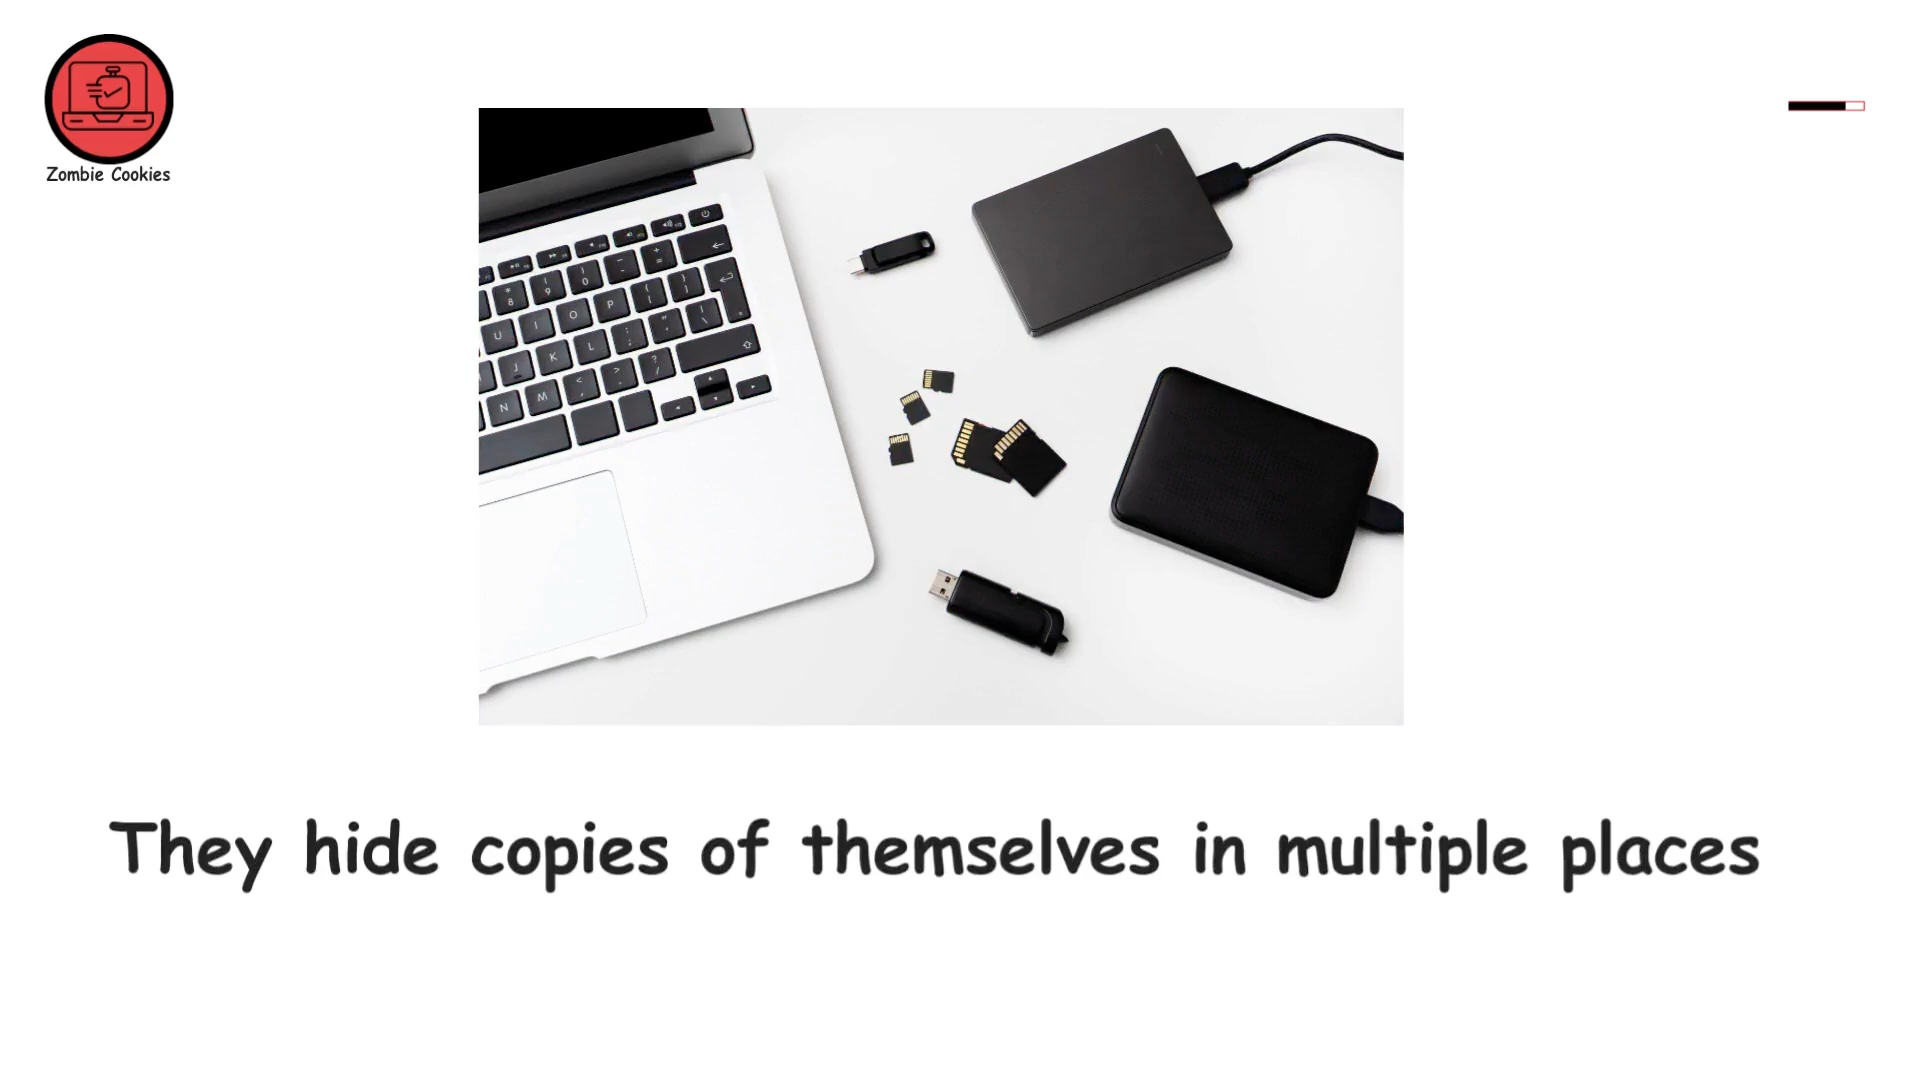 Zombie Cookies
They hide copies of themselves in multiple places